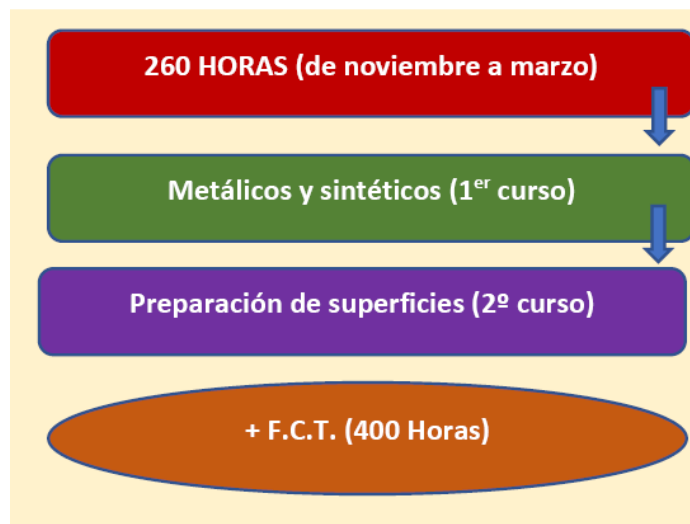 260 HORAS (de noviembre a marzo)
Metálicos y sintéticos (1er curso)
Preparación de superficies (2º curso)
+ F.C.T. (400 Horas)